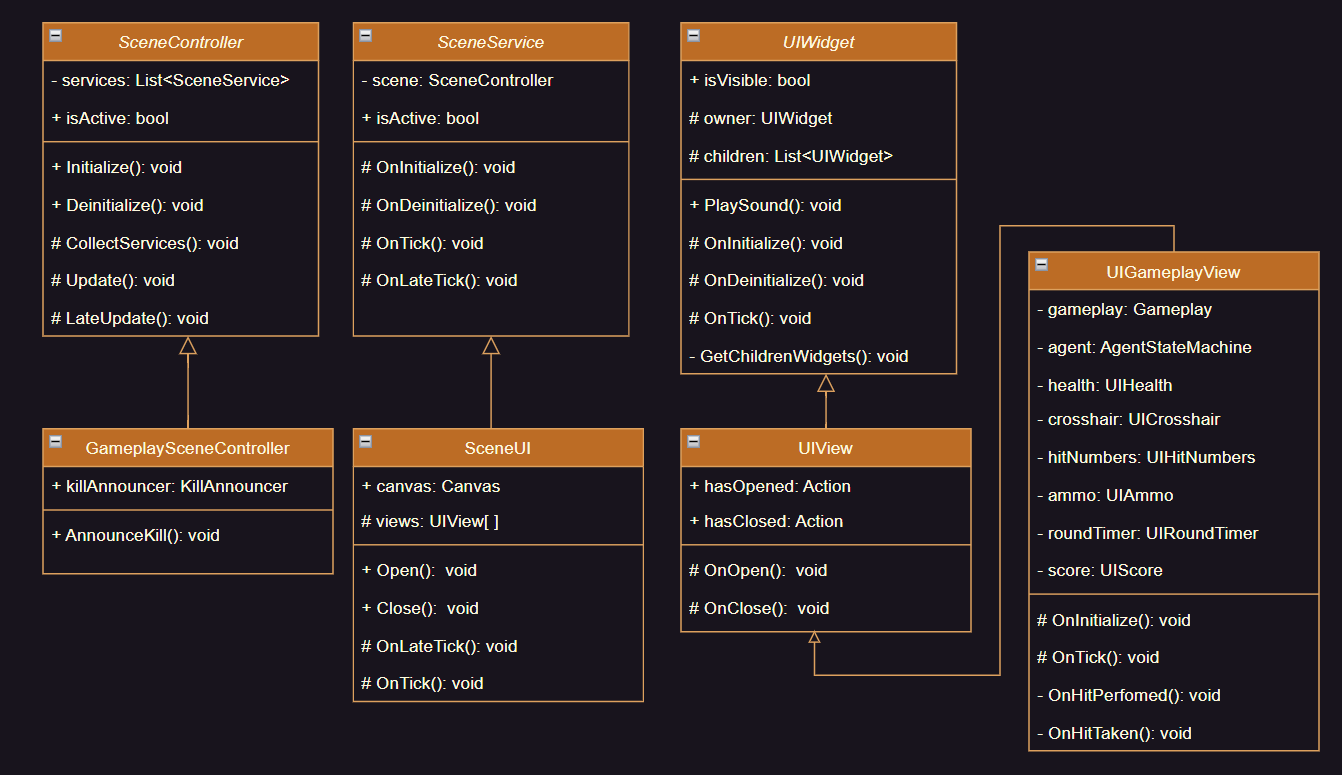 SceneController
- services: List<SceneService>
+ isActive: bool
+ Initialize(): void
+ Deinitialize(): void
# CollectServices(): void
# Update(): void
# LateUpdate(): void
SceneService
- scene: SceneController
+ isActive: bool
# OnInitialize(): void
# OnDeinitialize(): void
# OnTick(): void
# OnLateTick(): void
UIWidget
+ isVisible: bool
# owner: UIWidget
# children: List<UIWidget>
+ PlaySound(): void
# OnInitialize(): void
# OnDeinitialize(): void
# OnTick(): void
- GetChildrenWidgets(): void
GameplaySceneController
+ killAnnouncer: KillAnnouncer
+ AnnounceKill(): void
SceneUI
+ canvas: Canvas
# views: UIView[ ]
+ Open():  void
+ Close():  void
# OnLateTick(): void
# OnTick(): void
UIView
+ hasOpened: Action
+ hasClosed: Action
# OnOpen():  void
# OnClose():  void
UIGameplayView
- gameplay: Gameplay
- agent: AgentStateMachine
- health: UIHealth
- crosshair: UICrosshair
- hitNumbers: UIHitNumbers
- ammo: UIAmmo
- roundTimer: UIRoundTimer
- score: UIScore
# OnInitialize(): void
# OnTick(): void
- OnHitPerfomed(): void
- OnHitTaken(): void